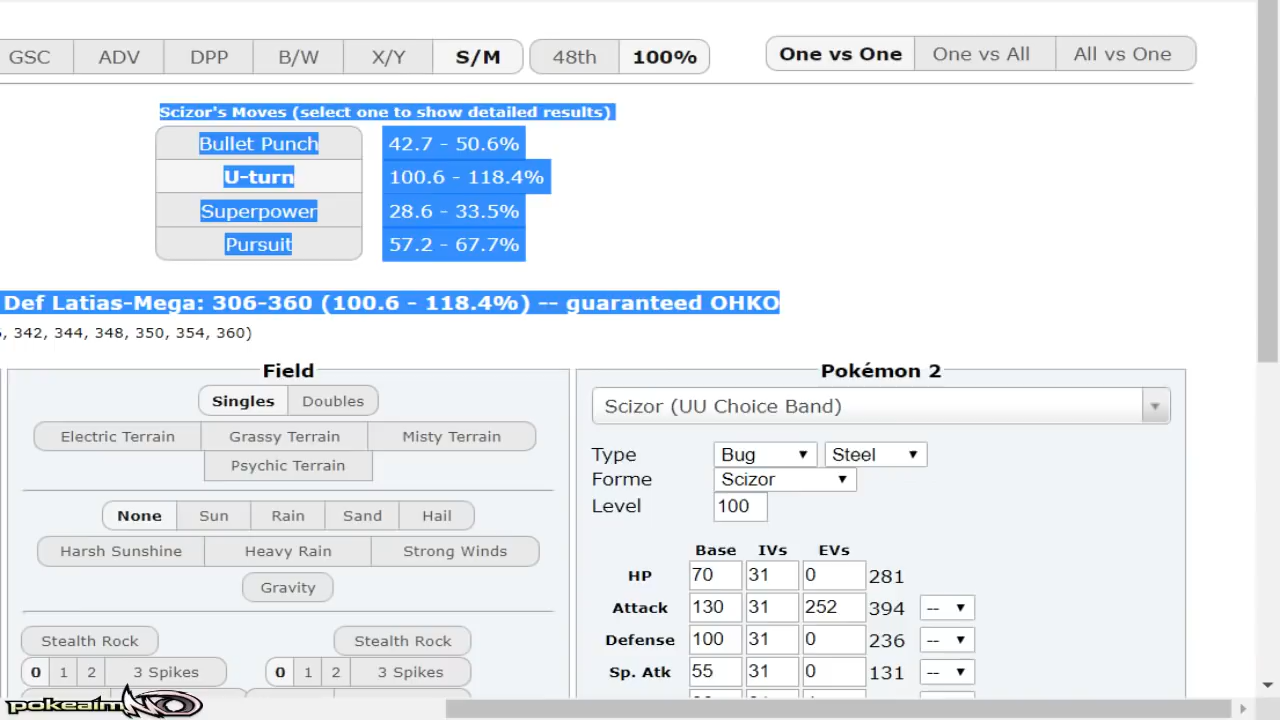 GSC ADV DPP B/W X/Y S/M 48th 100% One vs One One vs All All vs One
Scizor's Moves (select one to show detailed results)
Bullet Punch 42.7 - 50.6%
U-turn 100.6 - 118.4%
Superpower 28.6 - 33.5%
Pursuit 57.2 - 67.7%
Def Latias-Mega: 306-360 (100.6 - 118.4%) -- guaranteed OHKO
, 342, 344, 348, 350, 354, 360)
Field
Singles Doubles
Electric Terrain Grassy Terrain Misty Terrain
Psychic Terrain
None Sun Rain Sand Hail
Harsh Sunshine Heavy Rain Strong Winds
Gravity
Stealth Rock Stealth Rock
0 1 2 3 Spikes 0 1 2 3 Spikes
Pokémon 2
Scizor (UU Choice Band)
Type Bug Steel
Forme Scizor
Level 100
Base IVs EVs
HP 70 31 0 281
Attack 130 31 252 394 --
Defense 100 31 0 236 --
Sp. Atk 55 31 0 131 --
pokeaimMD